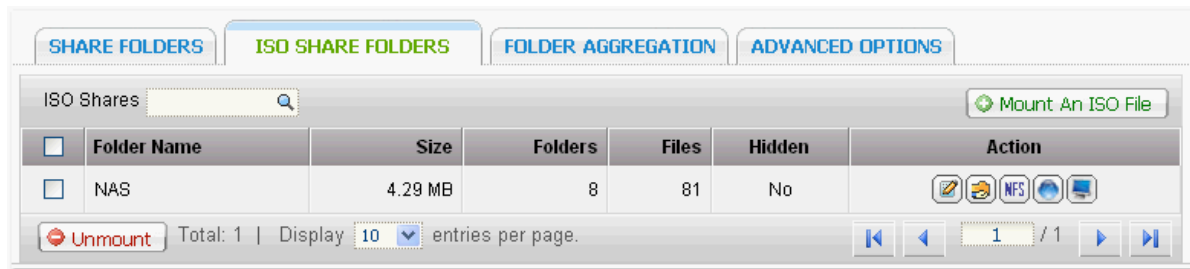 SHARE FOLDERS ISO SHARE FOLDERS FOLDER AGGREGATION ADVANCED OPTIONS
ISO Shares Mount An ISO File
Folder Name Size Folders Files Hidden Action
NAS 4.29 MB 8 81 No NFS
Unmount Total: 1 | Display 10 entries per page. 1 / 1